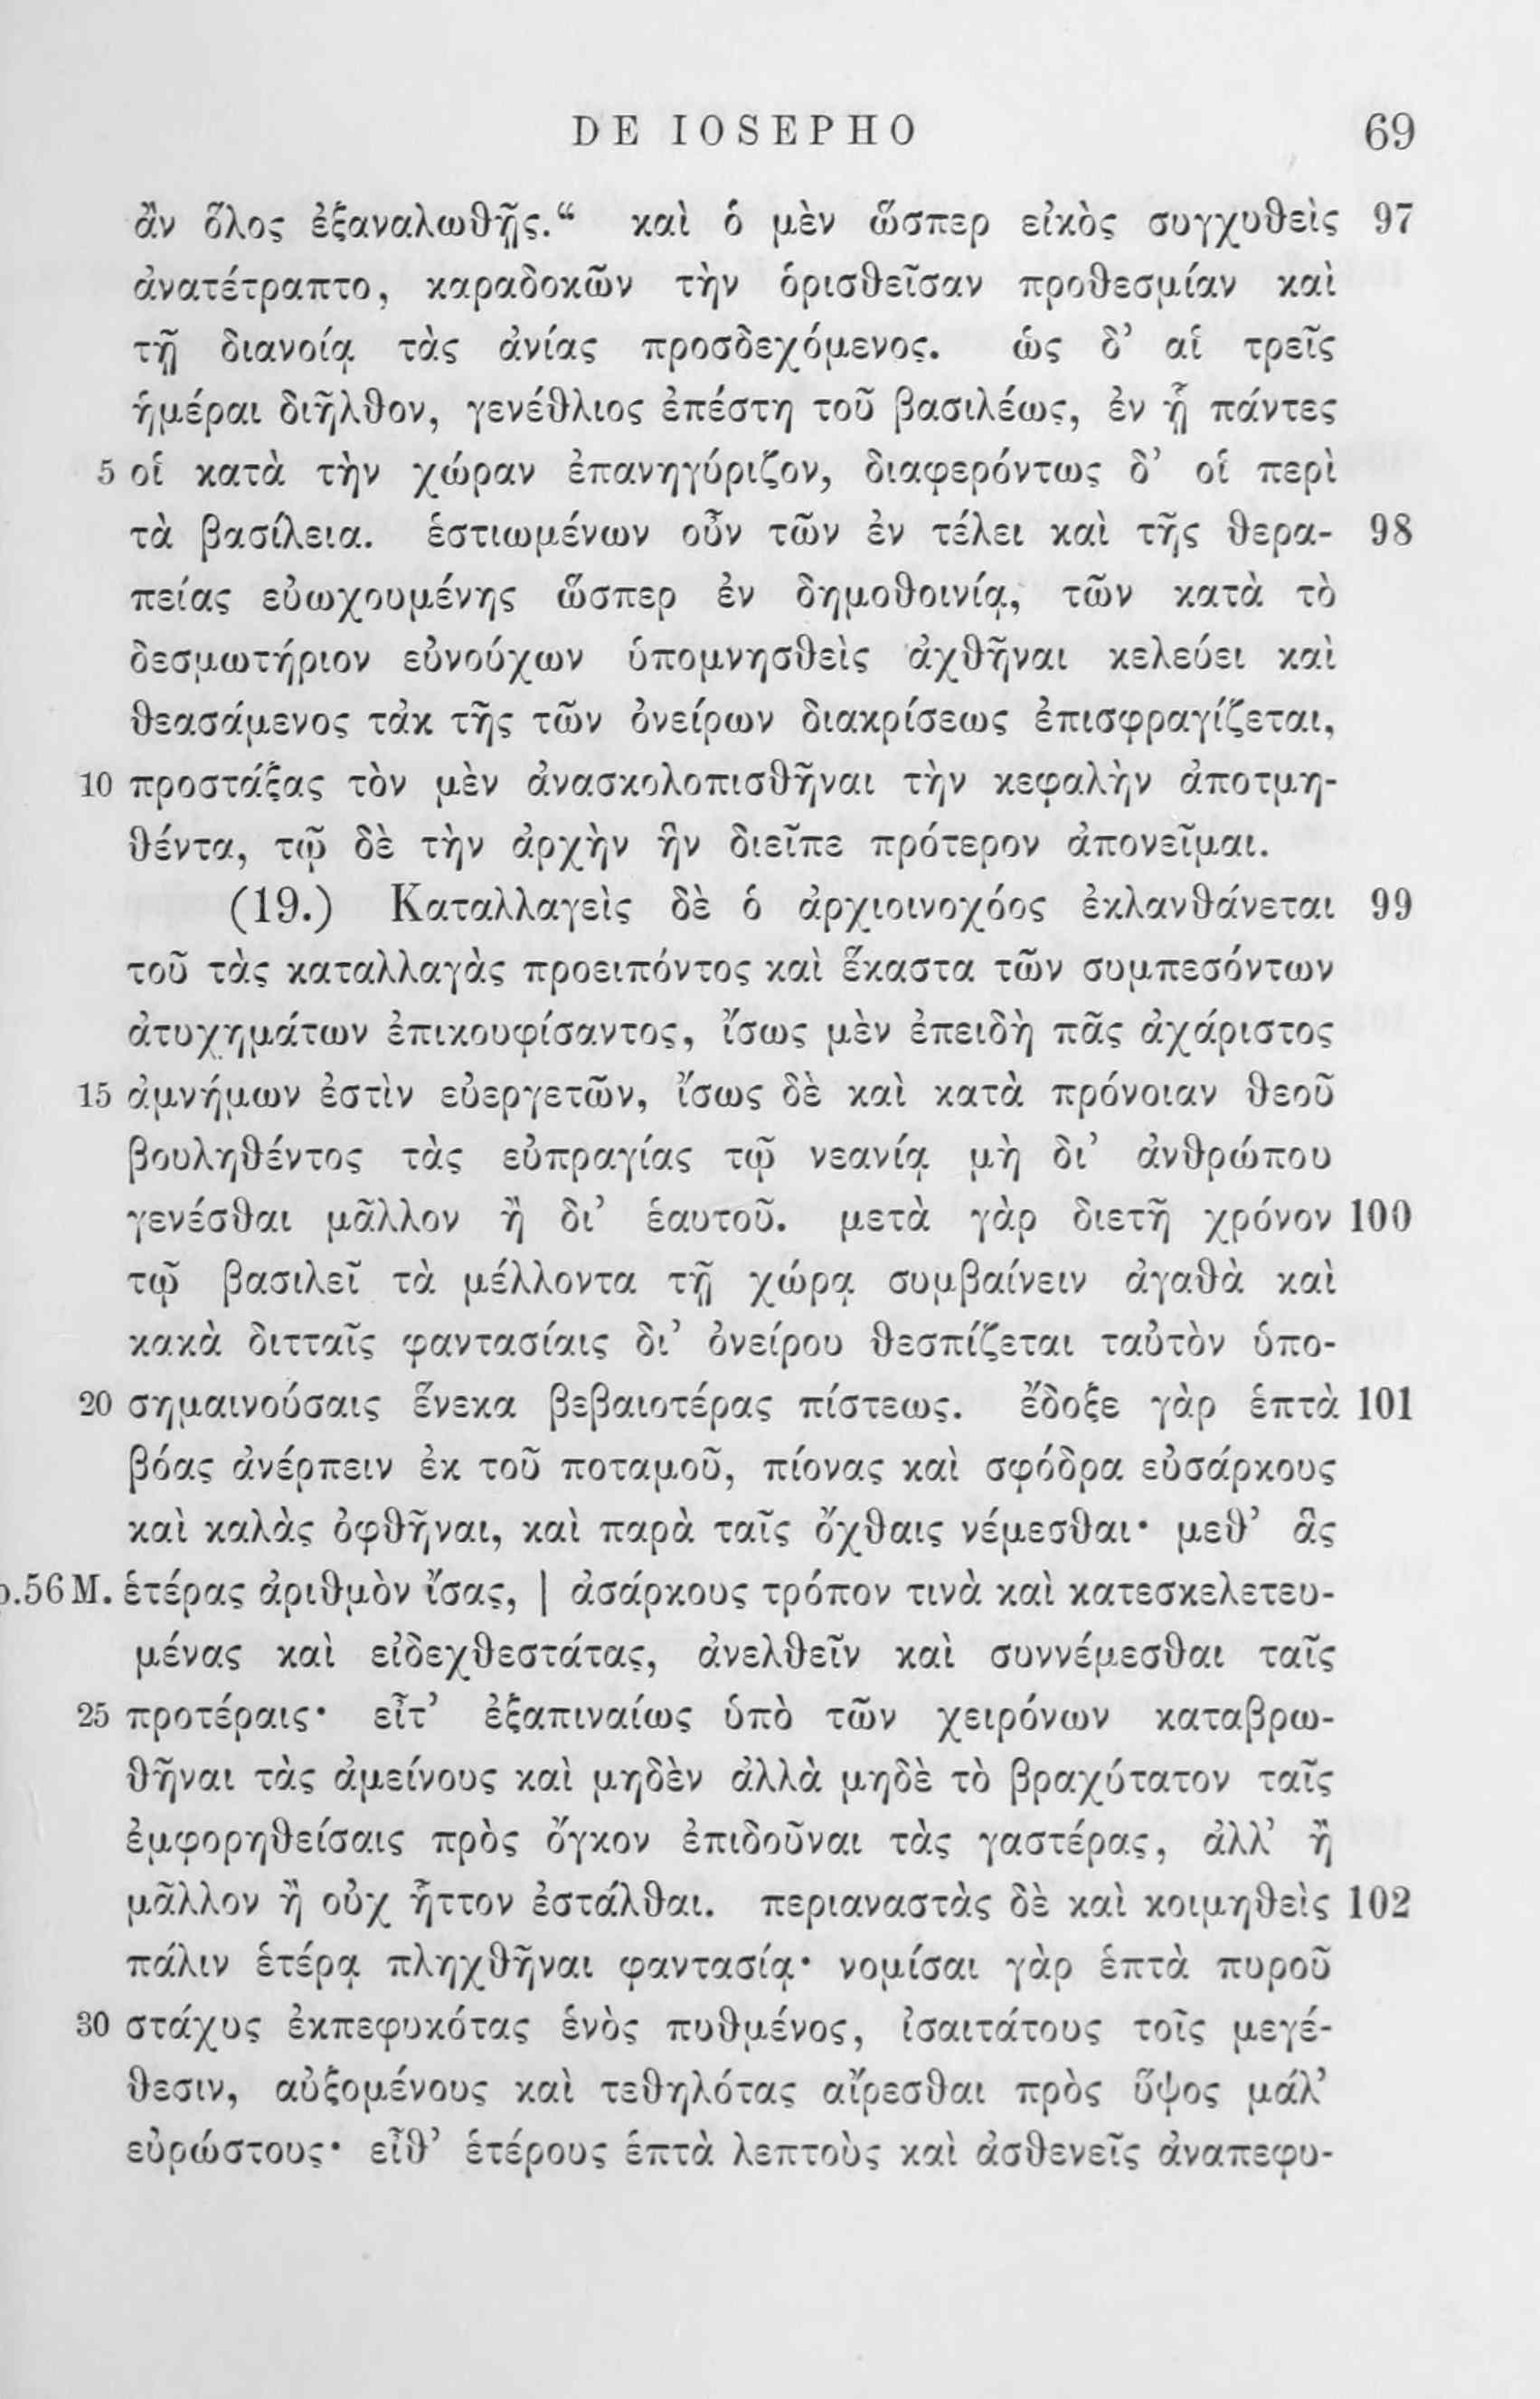 DE IOSEPHO 69
ἂν ὅλος ἐξαναλωθῇς.“ καὶ ὁ μὲν ὥσπερ εἰκὸς συγχυθεὶς 97
ἀνατέτραπτο, καραδοκῶν τὴν ὁρισθεῖσαν προθεσμίαν καὶ
τῇ διανοίᾳ τὰς ἀνίας προσδεχόμενος. ὡς δ’ αἱ τρεῖς
ἡμέραι διῆλθον, γενέθλιος ἐπέστη τοῦ βασιλέως, ἐν ᾗ πάντες
5 οἱ κατὰ τὴν χώραν ἐπανηγύριζον, διαφερόντως δ’ οἱ περὶ
τὰ βασίλεια. ἑστιωμένων οὖν τῶν ἐν τέλει καὶ τῆς θερα- 98
πείας εὐωχουμένης ὥσπερ ἐν δημοθοινίᾳ, τῶν κατὰ τὸ
δεσμωτήριον εὐνούχων ὑπομνησθεὶς ἀχθῆναι κελεύει καὶ
θεασάμενος τἀκ τῆς τῶν ὀνείρων διακρίσεως ἐπισφραγίζεται,
10 προστάξας τὸν μὲν ἀνασκολοπισθῆναι τὴν κεφαλὴν ἀποτμη-
θέντα, τῷ δὲ τὴν ἀρχὴν ἣν διεῖπε πρότερον ἀπονεῖμαι.
(19.) Καταλλαγεὶς δὲ ὁ ἀρχιοινοχόος ἐκλανθάνεται 99
τοῦ τὰς καταλλαγὰς προειπόντος καὶ ἕκαστα τῶν συμπεσόντων
ἀτυχημάτων ἐπικουφίσαντος, ἴσως μὲν ἐπειδὴ πᾶς ἀχάριστος
15 ἀμνήμων ἐστὶν εὐεργετῶν, ἴσως δὲ καὶ κατὰ πρόνοιαν θεοῦ
βουληθέντος τὰς εὐπραγίας τῷ νεανίᾳ μὴ δι’ ἀνθρώπου
γενέσθαι μᾶλλον ἢ δι’ ἑαυτοῦ. μετὰ γὰρ διετῆ χρόνον 100
τῷ βασιλεῖ τὰ μέλλοντα τῇ χώρᾳ συμβαίνειν ἀγαθὰ καὶ
κακὰ διτταῖς φαντασίαις δι’ ὀνείρου θεσπίζεται ταὐτὸν ὑπο-
20 σημαινούσαις ἕνεκα βεβαιοτέρας πίστεως. ἔδοξε γὰρ ἑπτὰ 101
βόας ἀνέρπειν ἐκ τοῦ ποταμοῦ, πίονας καὶ σφόδρα εὐσάρκους
καὶ καλὰς ὀφθῆναι, καὶ παρὰ ταῖς ὄχθαις νέμεσθαι· μεθ’ ἃς
p.56 M. ἑτέρας ἀριθμὸν ἴσας, | ἀσάρκους τρόπον τινὰ καὶ κατεσκελετευ-
μένας καὶ εἰδεχθεστάτας, ἀνελθεῖν καὶ συννέμεσθαι ταῖς
25 προτέραις· εἶτ’ ἐξαπιναίως ὑπὸ τῶν χειρόνων καταβρω-
θῆναι τὰς ἀμείνους καὶ μηδὲν ἀλλὰ μηδὲ τὸ βραχύτατον ταῖς
ἐμφορηθείσαις πρὸς ὄγκον ἐπιδοῦναι τὰς γαστέρας, ἀλλ’ ἢ
μᾶλλον ἢ οὐχ ἧττον ἐστάλθαι. περιαναστὰς δὲ καὶ κοιμηθεὶς 102
πάλιν ἑτέρᾳ πληχθῆναι φαντασίᾳ· νομίσαι γὰρ ἑπτὰ πυροῦ
30 στάχυς ἐκπεφυκότας ἑνὸς πυθμένος, ἰσαιτάτους τοῖς μεγέ-
θεσιν, αὐξομένους καὶ τεθηλότας αἴρεσθαι πρὸς ὕψος μάλ’
εὐρώστους· εἶθ’ ἑτέρους ἑπτὰ λεπτοὺς καὶ ἀσθενεῖς ἀναπεφυ-